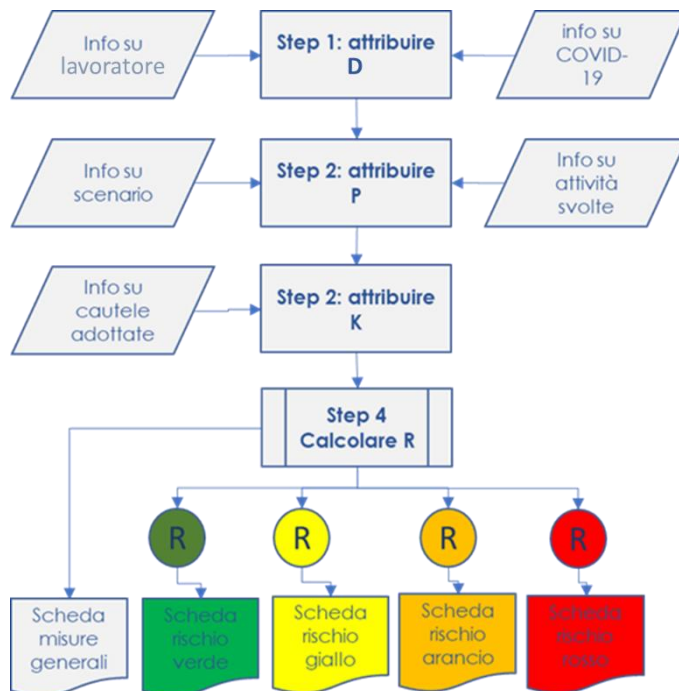 Info su
lavoratore
Step 1: attribuire
D
info su
COVID-
19
Info su
scenario
Step 2: attribuire
P
Info su
attività
svolte
Info su
cautele
adottate
Step 2: attribuire
K
Step 4
Calcolare R
R
R
R
R
Scheda
misure
generali
Scheda
rischio
verde
Scheda
rischio
giallo
Scheda
rischio
arancio
Scheda
rischio
rosso